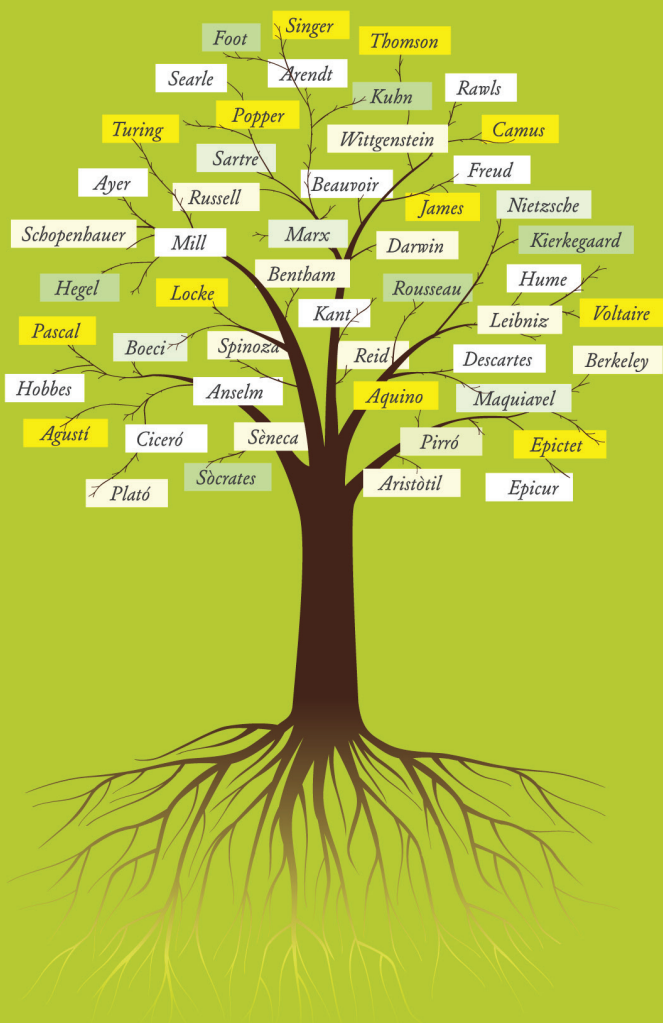 Singer
Foot
Thomson
Arendt
Searle
Rawls
Kuhn
Popper
Turing
Camus
Wittgenstein
Sartre
Freud
Ayer
Beauvoir
Russell
James
Nietzsche
Schopenhauer
Mill
Marx
Darwin
Kierkegaard
Bentham
Hume
Hegel
Locke
Rousseau
Kant
Leibniz
Voltaire
Pascal
Boeci
Spinoza
Reid
Descartes
Berkeley
Hobbes
Anselm
Aquino
Maquiavel
Agustí
Ciceró
Sèneca
Pirró
Epictet
Sòcrates
Aristòtil
Epicur
Plató